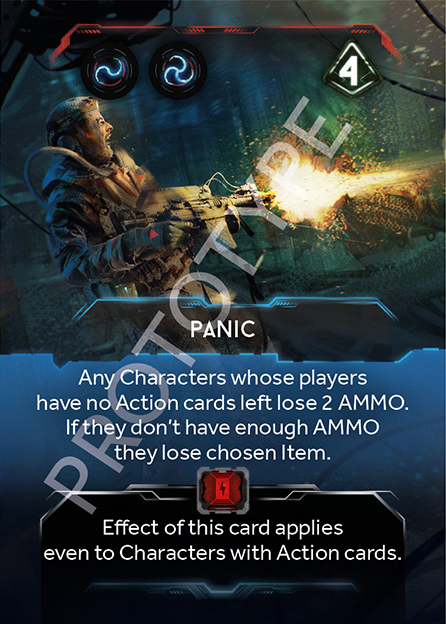 4
PROTOTYPE
PANIC
Any Characters whose players
have no Action cards left lose 2 AMMO.
If they don't have enough AMMO
they lose chosen Item.
Effect of this card applies
even to Characters with Action cards.